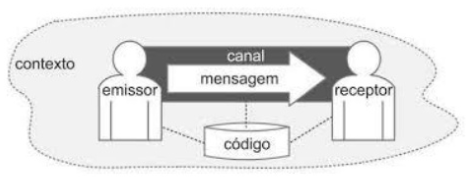 canal
contexto
mensagem
emissor
receptor
código